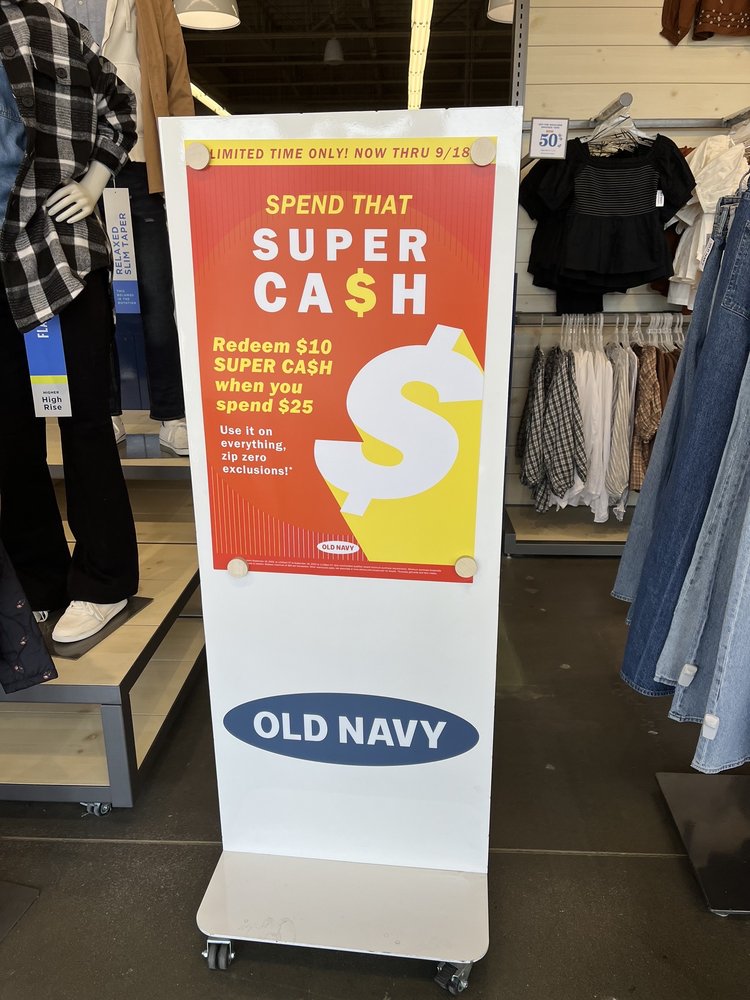 LIMITED TIME ONLY! NOW THRU 9/18
SPEND THAT
SUPER
CA$H
Redeem $10
SUPER CA$H
when you
spend $25
Use it on
everything,
zip zero
exclusions!*
OLD NAVY
OLD NAVY
RELAXED
SLIM TAPER
High
Rise
50